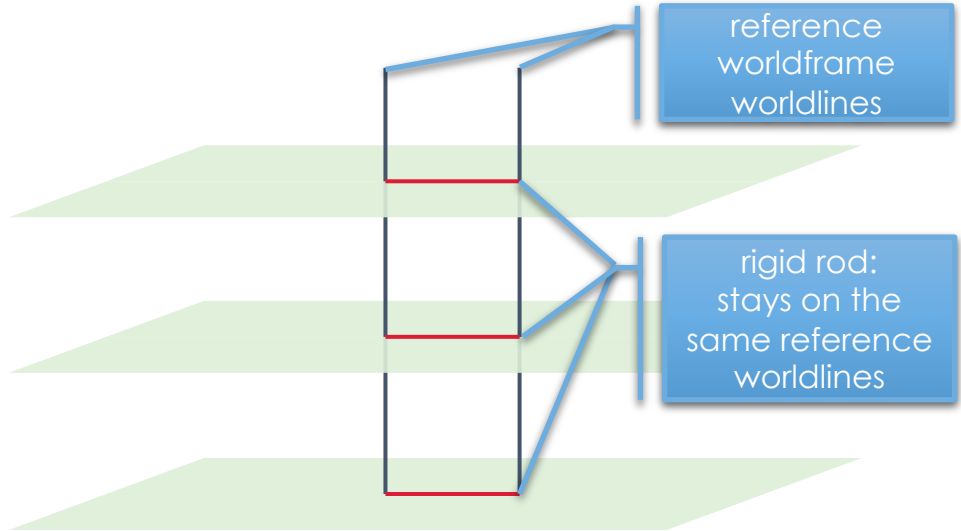 reference
worldframe
worldlines
rigid rod:
stays on the
same reference
worldlines